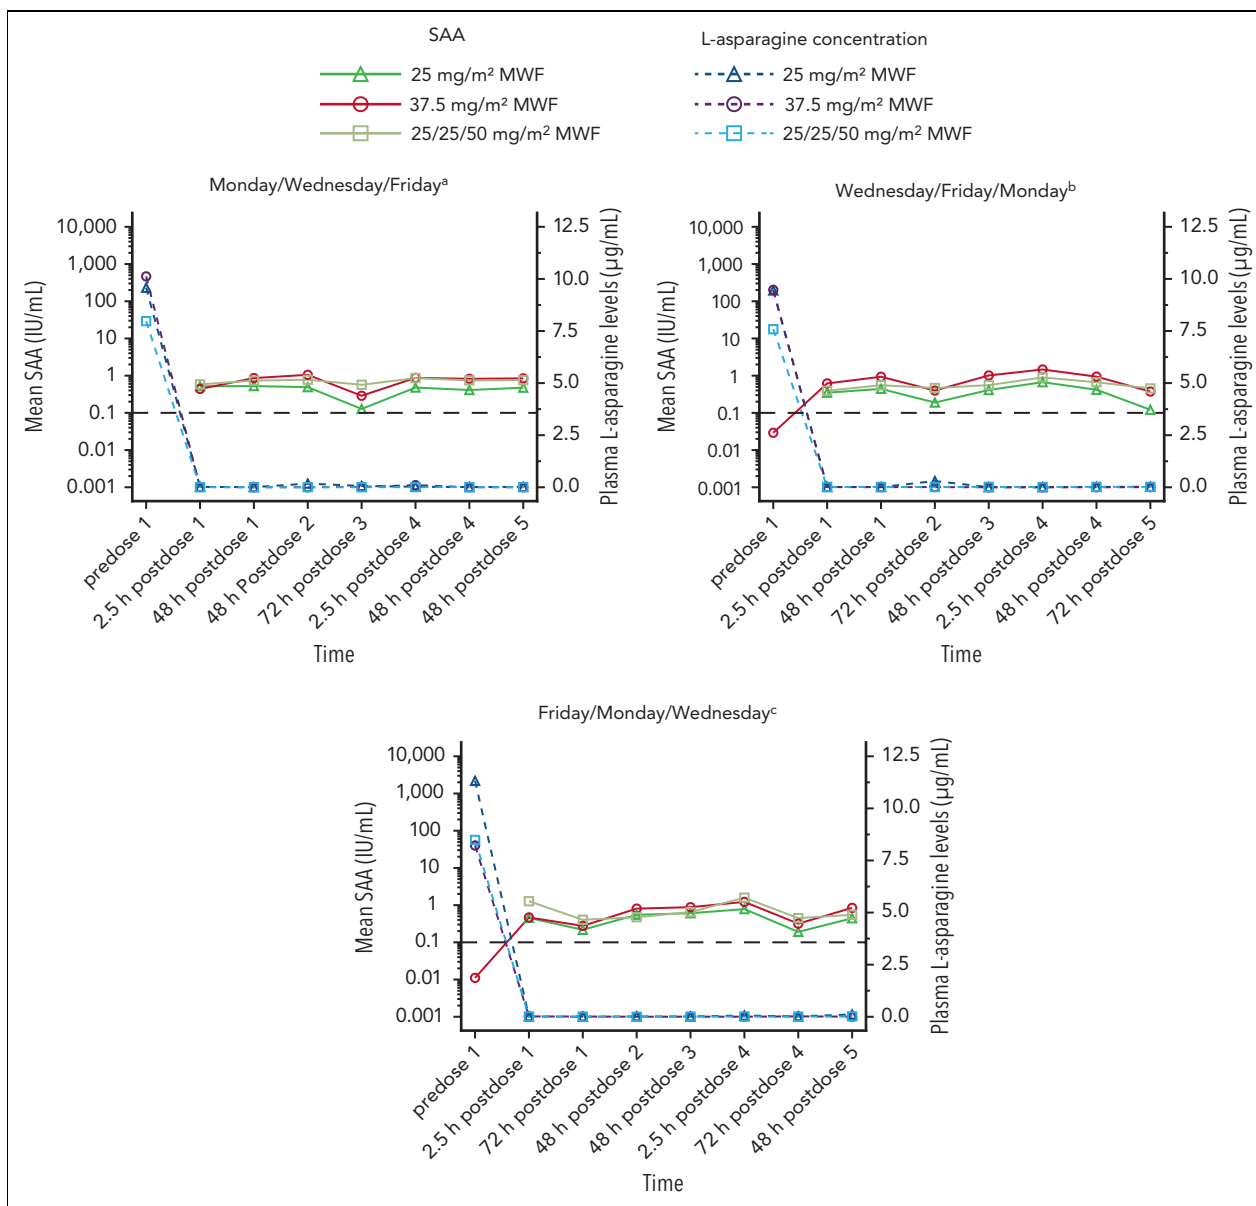 SAA
L-asparagine concentration
25 mg/m² MWF
37.5 mg/m² MWF
25/25/50 mg/m² MWF
25 mg/m² MWF
37.5 mg/m² MWF
25/25/50 mg/m² MWF
Monday/Wednesday/Fridayᵃ
Mean SAA (IU/mL)
10,000
1,000
100
10
1
0.1
0.01
0.001
12.5
10.0
7.5
5.0
2.5
0.0
Plasma L-asparagine levels (µg/mL)
predose 1
2.5 h postdose 1
48 h postdose 1
48 h Postdose 2
72 h postdose 3
2.5 h postdose 4
48 h postdose 4
48 h postdose 5
Time
Wednesday/Friday/Mondayᵇ
Mean SAA (IU/mL)
10,000
1,000
100
10
1
0.1
0.01
0.001
12.5
10.0
7.5
5.0
2.5
0.0
Plasma L-asparagine levels (µg/mL)
predose 1
2.5 h postdose 1
48 h postdose 1
72 h postdose 2
48 h postdose 3
2.5 h postdose 4
48 h postdose 4
72 h postdose 5
Time
Friday/Monday/Wednesdayᶜ
Mean SAA (IU/mL)
10,000
1,000
100
10
1
0.1
0.01
0.001
12.5
10.0
7.5
5.0
2.5
0.0
Plasma L-asparagine levels (µg/mL)
predose 1
2.5 h postdose 1
72 h postdose 1
48 h postdose 2
48 h postdose 3
2.5 h postdose 4
72 h postdose 4
48 h postdose 5
Time